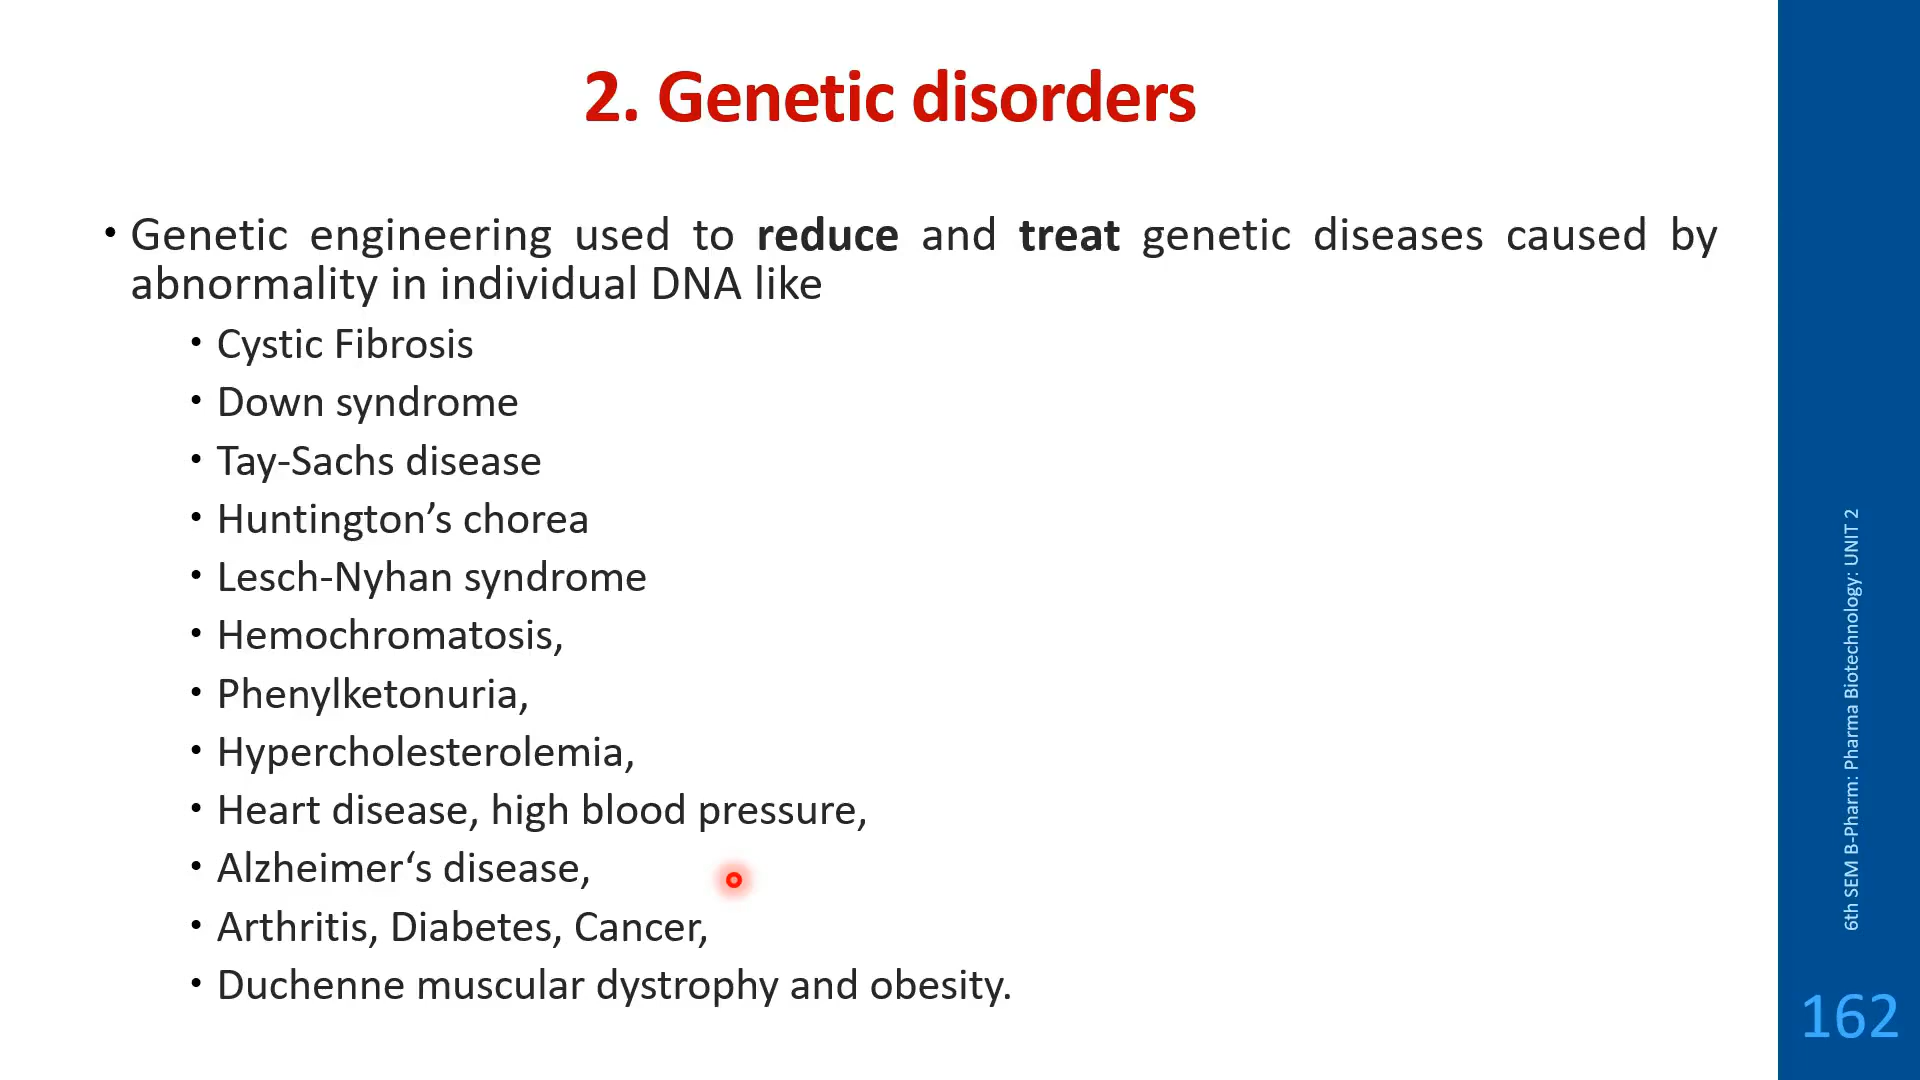 2. Genetic disorders
• Genetic engineering used to reduce and treat genetic diseases caused by
abnormality in individual DNA like
• Cystic Fibrosis
• Down syndrome
• Tay-Sachs disease
• Huntington’s chorea
• Lesch-Nyhan syndrome
• Hemochromatosis,
• Phenylketonuria,
• Hypercholesterolemia,
• Heart disease, high blood pressure,
• Alzheimer‘s disease,
• Arthritis, Diabetes, Cancer,
• Duchenne muscular dystrophy and obesity.
6th SEM B-Pharm: Pharma Biotechnology: UNIT 2
162